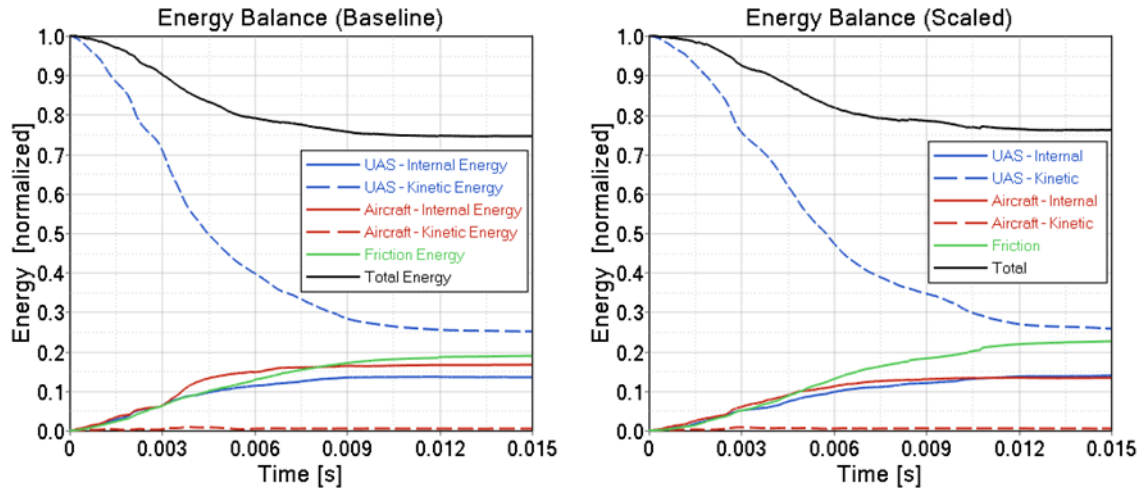 Energy Balance (Baseline)
Energy [normalized]
1.0
0.9
0.8
0.7
0.6
0.5
0.4
0.3
0.2
0.1
0.0
UAS - Internal Energy
UAS - Kinetic Energy
Aircraft - Internal Energy
Aircraft - Kinetic Energy
Friction Energy
Total Energy
0 0.003 0.006 0.009 0.012 0.015
Time [s]
Energy Balance (Scaled)
Energy [normalized]
1.0
0.9
0.8
0.7
0.6
0.5
0.4
0.3
0.2
0.1
0.0
UAS - Internal
UAS - Kinetic
Aircraft - Internal
Aircraft - Kinetic
Friction
Total
0 0.003 0.006 0.009 0.012 0.015
Time [s]